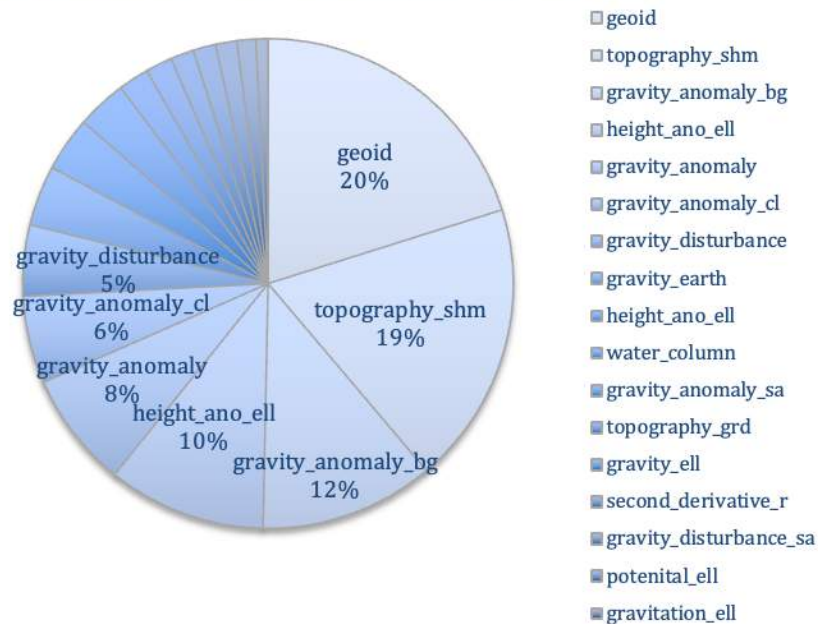 geoid
20%
topography_shm
19%
gravity_anomaly_bg
12%
height_ano_ell
10%
gravity_anomaly
8%
gravity_anomaly_cl
6%
gravity_disturbance
5%
geoid
topography_shm
gravity_anomaly_bg
height_ano_ell
gravity_anomaly
gravity_anomaly_cl
gravity_disturbance
gravity_earth
height_ano_ell
water_column
gravity_anomaly_sa
topography_grd
gravity_ell
second_derivative_r
gravity_disturbance_sa
potenital_ell
gravitation_ell